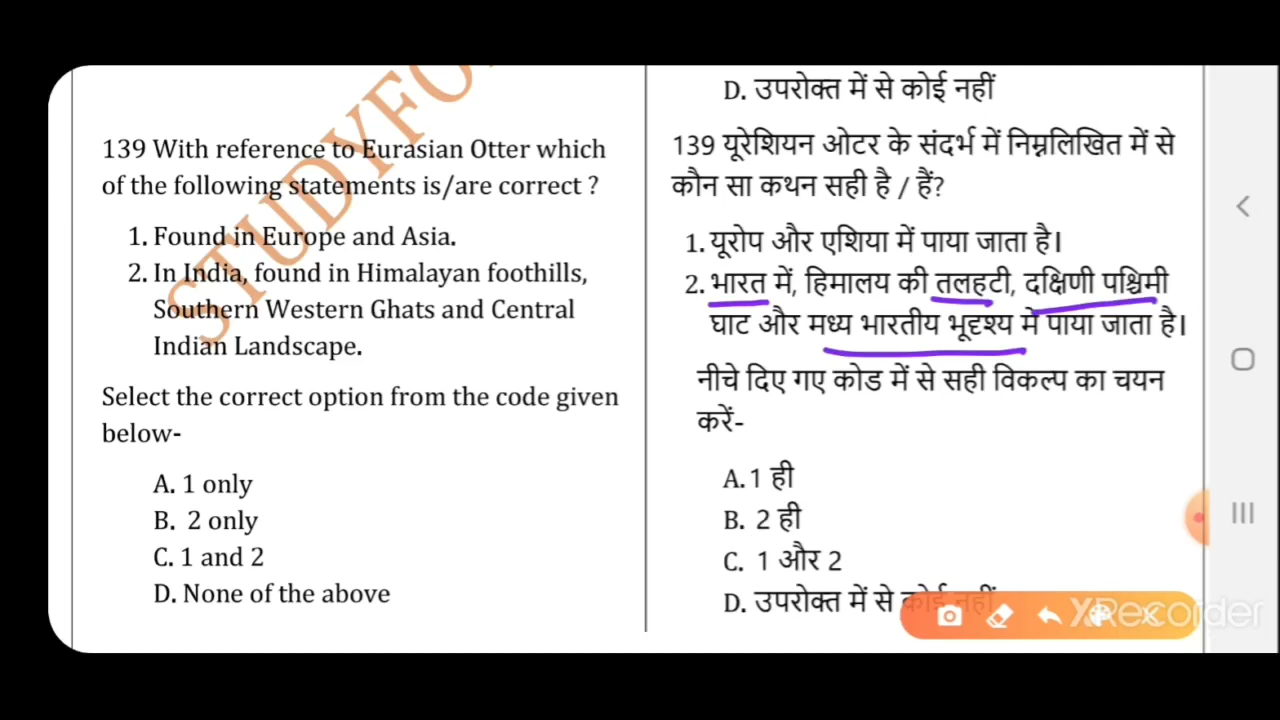 139 With reference to Eurasian Otter which
of the following statements is/are correct ?
1. Found in Europe and Asia.
2. In India, found in Himalayan foothills,
Southern Western Ghats and Central
Indian Landscape.
Select the correct option from the code given
below-
A. 1 only
B. 2 only
C. 1 and 2
D. None of the above
D. उपरोक्त में से कोई नहीं
139 यूरेशियन ओटर के संदर्भ में निम्नलिखित में से
कौन सा कथन सही है / हैं?
1. यूरोप और एशिया में पाया जाता है।
2. भारत में, हिमालय की तलहटी, दक्षिणी पश्चिमी
घाट और मध्य भारतीय भूदृश्य में पाया जाता है।
नीचे दिए गए कोड में से सही विकल्प का चयन
करें-
A. 1 ही
B. 2 ही
C. 1 और 2
D. उपरोक्त में से कोई नहीं
STUDYFO
XRecorder